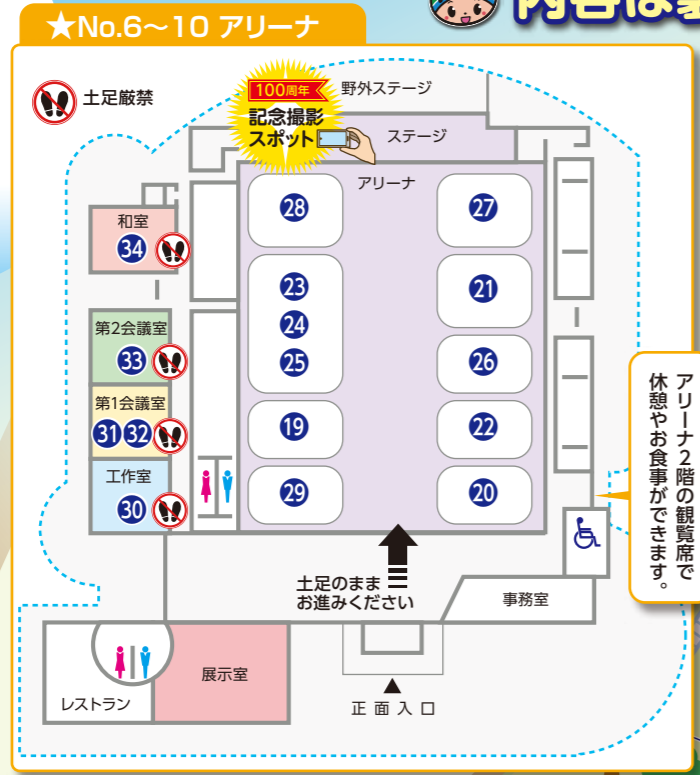 内容は
★No.6～10 アリーナ
土足厳禁
100周年
記念撮影
スポット
野外ステージ
ステージ
アリーナ
28
27
和室
34
23
24
25
21
第2会議室
33
26
第1会議室
31 32
19
22
工作室
30
29
20
アリーナ2階の観覧席で
休憩やお食事ができます。
土足のまま
お進みください
事務室
展示室
レストラン
正面入口